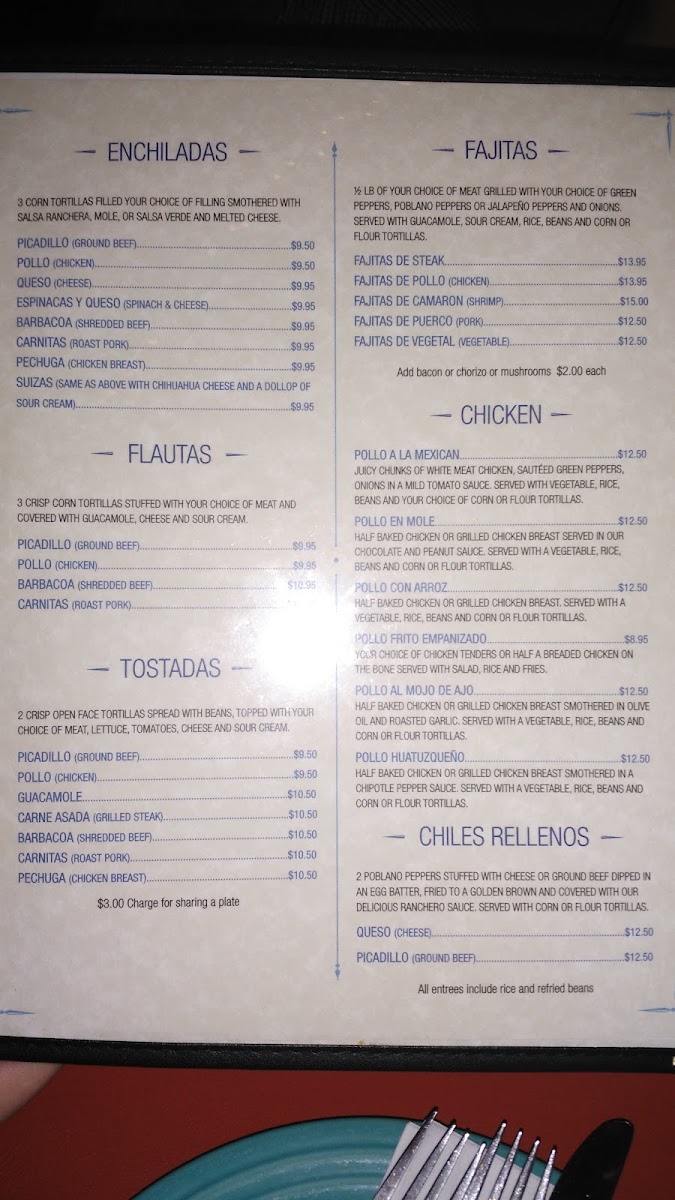 ENCHILADAS
3 CORN TORTILLAS FILLED YOUR CHOICE OF FILLING SMOTHERED WITH
SALSA RANCHERA, MOLE, OR SALSA VERDE AND MELTED CHEESE.
PICADILLO (GROUND BEEF)....$9.50
POLLO (CHICKEN)....$9.50
QUESO (CHEESE)....$9.95
ESPINACAS Y QUESO (SPINACH & CHEESE)....$9.95
BARBACOA (SHREDDED BEEF)....$9.95
CARNITAS (ROAST PORK)....$9.95
PECHUGA (CHICKEN BREAST)....$9.95
SUIZAS (SAME AS ABOVE WITH CHIHUAHUA CHEESE AND A DOLLOP OF
SOUR CREAM)....$9.95
FLAUTAS
3 CRISP CORN TORTILLAS STUFFED WITH YOUR CHOICE OF MEAT AND
COVERED WITH GUACAMOLE, CHEESE AND SOUR CREAM.
PICADILLO (GROUND BEEF)....$9.95
POLLO (CHICKEN)....$9.95
BARBACOA (SHREDDED BEEF)....$10.95
CARNITAS (ROAST PORK)....
TOSTADAS
2 CRISP OPEN FACE TORTILLAS SPREAD WITH BEANS, TOPPED WITH YOUR
CHOICE OF MEAT, LETTUCE, TOMATOES, CHEESE AND SOUR CREAM.
PICADILLO (GROUND BEEF)....$9.50
POLLO (CHICKEN)....$9.50
GUACAMOLE....$10.50
CARNE ASADA (GRILLED STEAK)....$10.50
BARBACOA (SHREDDED BEEF)....$10.50
CARNITAS (ROAST PORK)....$10.50
PECHUGA (CHICKEN BREAST)....$10.50
$3.00 Charge for sharing a plate
FAJITAS
½ LB OF YOUR CHOICE OF MEAT GRILLED WITH YOUR CHOICE OF GREEN
PEPPERS, POBLANO PEPPERS OR JALAPEÑO PEPPERS AND ONIONS.
SERVED WITH GUACAMOLE, SOUR CREAM, RICE, BEANS AND CORN OR
FLOUR TORTILLAS.
FAJITAS DE STEAK....$13.95
FAJITAS DE POLLO (CHICKEN)....$13.95
FAJITAS DE CAMARON (SHRIMP)....$15.00
FAJITAS DE PUERCO (PORK)....$12.50
FAJITAS DE VEGETAL (VEGETABLE)....$12.50
Add bacon or chorizo or mushrooms $2.00 each
CHICKEN
POLLO A LA MEXICAN....$12.50
JUICY CHUNKS OF WHITE MEAT CHICKEN, SAUTÉED GREEN PEPPERS,
ONIONS IN A MILD TOMATO SAUCE. SERVED WITH VEGETABLE, RICE,
BEANS AND YOUR CHOICE OF CORN OR FLOUR TORTILLAS.
POLLO EN MOLE....$12.50
HALF BAKED CHICKEN OR GRILLED CHICKEN BREAST SERVED IN OUR
CHOCOLATE AND PEANUT SAUCE. SERVED WITH A VEGETABLE, RICE,
BEANS AND CORN OR FLOUR TORTILLAS.
POLLO CON ARROZ....$12.50
HALF BAKED CHICKEN OR GRILLED CHICKEN BREAST. SERVED WITH A
VEGETABLE, RICE, BEANS AND CORN OR FLOUR TORTILLAS.
POLLO FRITO EMPANIZADO....$8.95
YOUR CHOICE OF CHICKEN TENDERS OR HALF A BREADED CHICKEN ON
THE BONE SERVED WITH SALAD, RICE AND FRIES.
POLLO AL MOJO DE AJO....$12.50
HALF BAKED CHICKEN OR GRILLED CHICKEN BREAST SMOTHERED IN OLIVE
OIL AND ROASTED GARLIC. SERVED WITH A VEGETABLE, RICE, BEANS AND
CORN OR FLOUR TORTILLAS.
POLLO HUATUZQUEÑO....$12.50
HALF BAKED CHICKEN OR GRILLED CHICKEN BREAST SMOTHERED IN A
CHIPOTLE PEPPER SAUCE. SERVED WITH A VEGETABLE, RICE, BEANS AND
CORN OR FLOUR TORTILLAS.
CHILES RELLENOS
2 POBLANO PEPPERS STUFFED WITH CHEESE OR GROUND BEEF DIPPED IN
AN EGG BATTER, FRIED TO A GOLDEN BROWN AND COVERED WITH OUR
DELICIOUS RANCHERO SAUCE. SERVED WITH CORN OR FLOUR TORTILLAS.
QUESO (CHEESE)....$12.50
PICADILLO (GROUND BEEF)....$12.50
All entrees include rice and refried beans